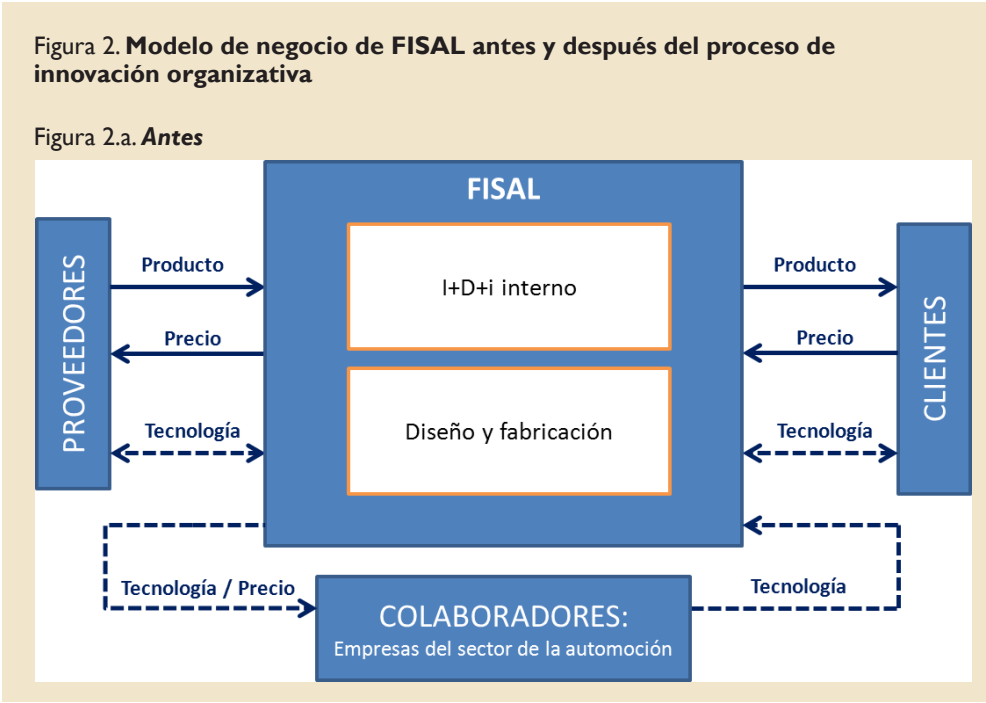 Figura 2. Modelo de negocio de FISAL antes y después del proceso de
innovación organizativa
Figura 2.a. Antes
FISAL
PROVEEDORES
Producto
Precio
Tecnología
I+D+i interno
Diseño y fabricación
Producto
Precio
Tecnología
CLIENTES
Tecnología / Precio
COLABORADORES:
Empresas del sector de la automoción
Tecnología